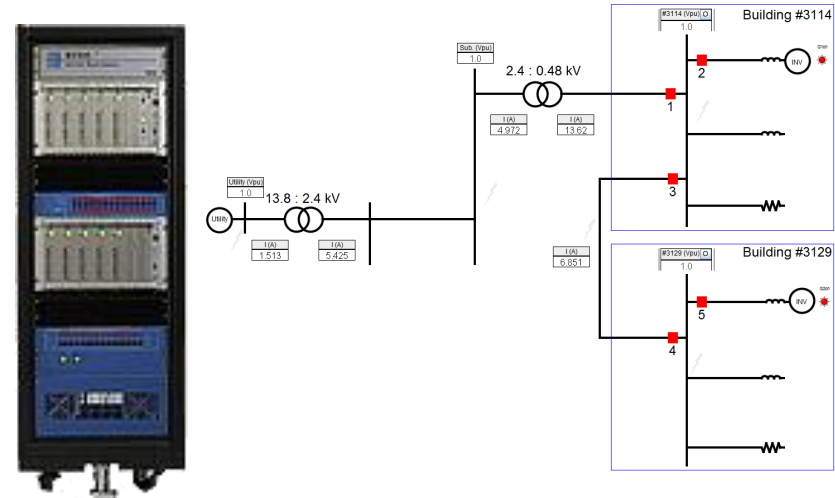 #3114 (Vpu)
1.0
Building #3114
Sub. (Vpu)
1.0
2.4 : 0.48 kV
2
INV
I (A)
4.972
I (A)
13.62
1
3
Utility (Vpu)
1.0
13.8 : 2.4 kV
Utility
I (A)
1.513
I (A)
5.425
I (A)
6.851
#3129 (Vpu)
1.0
Building #3129
5
INV
4